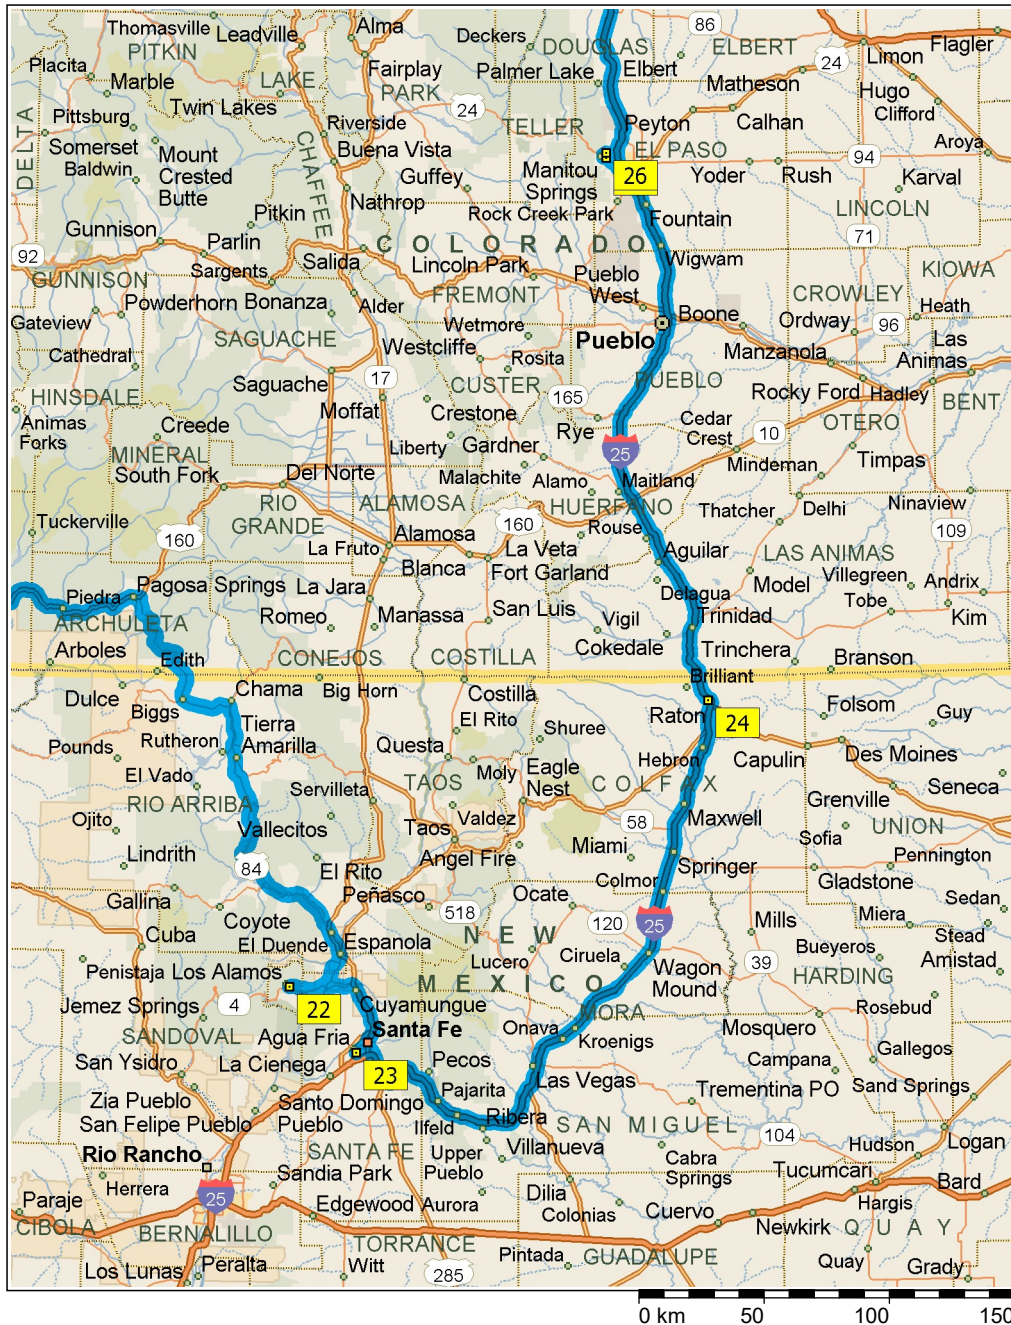 Thomasville
Leadville
Alma
Deckers
86
Flagler
PITKIN
DOUGLAS
ELBERT
Limon
Placita
Marble
LAKE
Fairplay
PARK
Palmer Lake
Elbert
24
Matheson
Hugo
Twin Lakes
24
Clifford
Pittsburg
Riverside
TELLER
Peyton
Calhan
DELTA
Somerset
Baldwin
Mount
Crested
Butte
CHAFFEE
Buena Vista
EL PASO
94
Aroya
Guffey
Manitou
Springs
26
Yoder
Rush
Karval
Pitkin
Nathrop
Rock Creek Park
Fountain
LINCOLN
Gunnison
Parlin
COLORADO
71
92
Salida
Lincoln Park
Wigwam
GUNNISON
Sargents
Pueblo
West
KIOWA
Powderhorn
Bonanza
Alder
FREMONT
CROWLEY
Heath
Gateview
Wetmore
Boone
Ordway
96
SAGUACHE
Westcliffe
Pueblo
Las
Animas
Cathedral
Rosita
Manzanola
Saguache
17
CUSTER
PUEBLO
HINSDALE
165
Rocky Ford
Hadley
BENT
Animas
Forks
Moffat
Crestone
Cedar
Crest
OTERO
Creede
Rye
10
MINERAL
Liberty
Gardner
25
Timpas
South Fork
Del Norte
Malachite
Alamo
Maitland
Mindeman
RIO
GRANDE
ALAMOSA
HUERFANO
Ninaview
Tuckerville
160
160
Rouse
Thatcher
Delhi
109
Alamosa
La Fruto
La Veta
Aguilar
LAS ANIMAS
Blanca
Fort Garland
Pagosa Springs
La Jara
Model
Villegreen
Andrix
Piedra
Delagua
Tobe
ARCHULETA
Romeo
Manassa
San Luis
Vigil
Trinidad
Kim
Arboles
Cokedale
Trinchera
Edith
CONEJOS
COSTILLA
Branson
Brilliant
Dulce
Chama
Big Horn
Costilla
Biggs
Raton
Folsom
Tierra
Amarilla
El Rito
24
Guy
Rutheron
Shuree
Pounds
Questa
Hebron
Capulin
Des Moines
El Vado
Moly
Eagle
Nest
TAOS
COLFAX
Seneca
RIO ARRIBA
Servilleta
Grenville
Ojito
Valdez
58
Maxwell
Vallecitos
Taos
Sofia
UNION
Lindrith
84
Angel Fire
Miami
Springer
Pennington
El Rito
Colmor
Gladstone
Gallina
Peñasco
Ocate
Sedan
Coyote
518
120
25
Mills
Miera
Cuba
El Duende
Espanola
NEW
Stead
Bueyeros
Amistad
Penistaja
Los Alamos
Lucero
Ciruela
Wagon
Mound
39
MEXICO
HARDING
Jemez Springs
4
22
Cuyamungue
MORA
Rosebud
SANDOVAL
Agua Fria
Santa Fe
Onava
Mosquero
Kroenigs
San Ysidro
La Cienega
23
Pecos
Campana
Gallegos
Las Vegas
Zia Pueblo
Santo Domingo
Pueblo
Pajarita
Trementina PO
Sand Springs
San Felipe Pueblo
Ribera
Ilfeld
SAN MIGUEL
104
Logan
Rio Rancho
SANTA FE
Upper
Pueblo
Villanueva
Hudson
Sandia Park
Cabra
Springs
Herrera
Tucumcari
Paraje
25
Edgewood
Aurora
Dilia
Bard
Colonias
Cuervo
Hargis
CIBOLA
BERNALILLO
Newkirk
QUAY
TORRANCE
Pintada
GUADALUPE
Los Lunas
Peralta
Witt
285
Quay
Grady
0 km
50
100
150